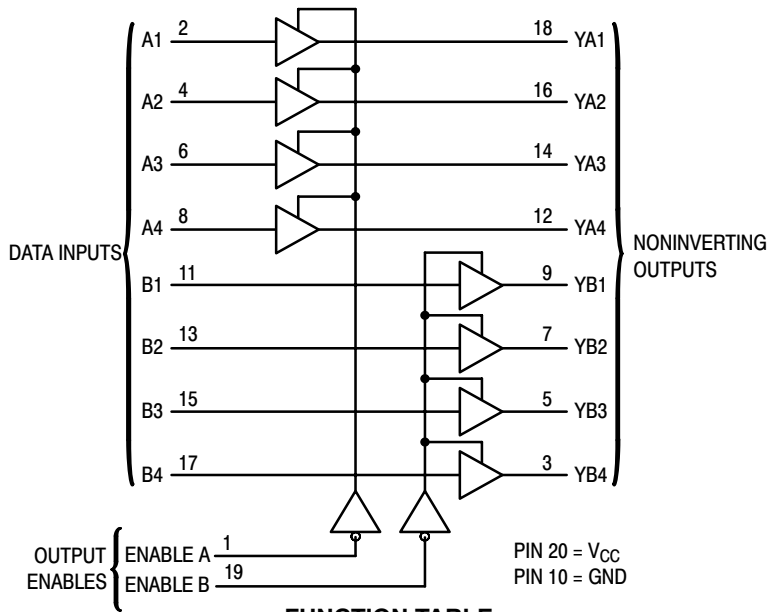 A1 2 18 YA1
A2 4 16 YA2
A3 6 14 YA3
A4 8 12 YA4
DATA INPUTS
NONINVERTING
OUTPUTS
B1 11 9 YB1
B2 13 7 YB2
B3 15 5 YB3
B4 17 3 YB4
OUTPUT
ENABLES
ENABLE A 1
ENABLE B 19
PIN 20 = VCC
PIN 10 = GND
FUNCTION TABLE